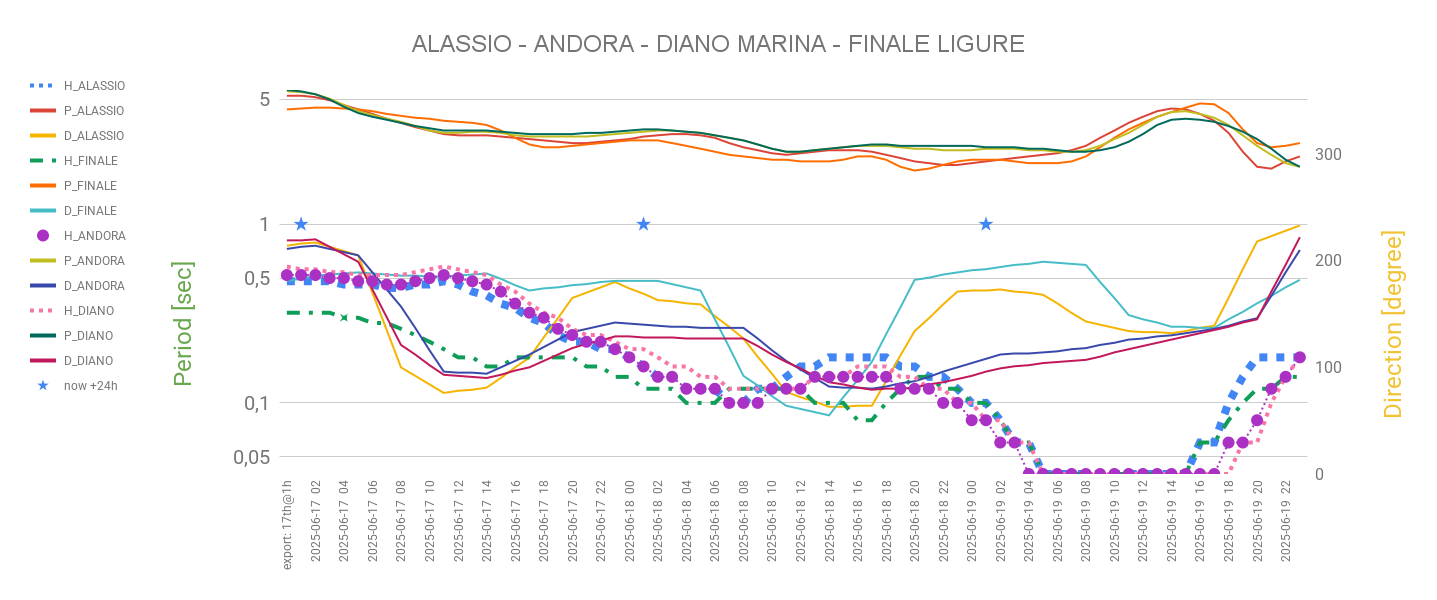 ALASSIO - ANDORA - DIANO MARINA - FINALE LIGURE
H_ALASSIO
P_ALASSIO
D_ALASSIO
H_FINALE
P_FINALE
D_FINALE
H_ANDORA
P_ANDORA
D_ANDORA
H_DIANO
P_DIANO
D_DIANO
now +24h
Period [sec]
5
1
0,5
0,1
0,05
300
200
100
0
Direction [degree]
export: 17th@1h
2025-06-17 02
2025-06-17 04
2025-06-17 06
2025-06-17 08
2025-06-17 10
2025-06-17 12
2025-06-17 14
2025-06-17 16
2025-06-17 18
2025-06-17 20
2025-06-17 22
2025-06-18 00
2025-06-18 02
2025-06-18 04
2025-06-18 06
2025-06-18 08
2025-06-18 10
2025-06-18 12
2025-06-18 14
2025-06-18 16
2025-06-18 18
2025-06-18 20
2025-06-18 22
2025-06-19 00
2025-06-19 02
2025-06-19 04
2025-06-19 06
2025-06-19 08
2025-06-19 10
2025-06-19 12
2025-06-19 14
2025-06-19 16
2025-06-19 18
2025-06-19 20
2025-06-19 22